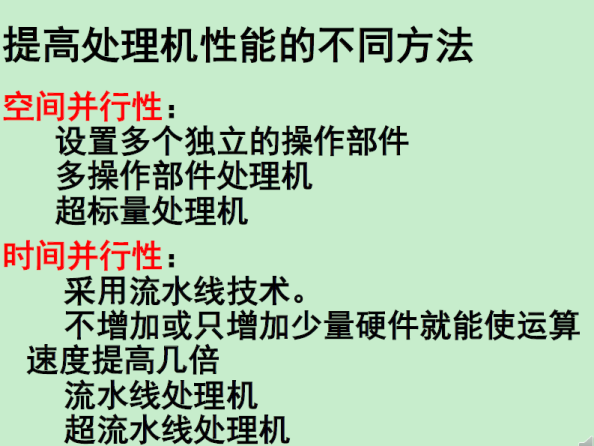 提高处理机性能的不同方法
空间并行性：
设置多个独立的操作部件
多操作部件处理机
超标量处理机
时间并行性：
采用流水线技术。
不增加或只增加少量硬件就能使运算
速度提高几倍
流水线处理机
超流水线处理机